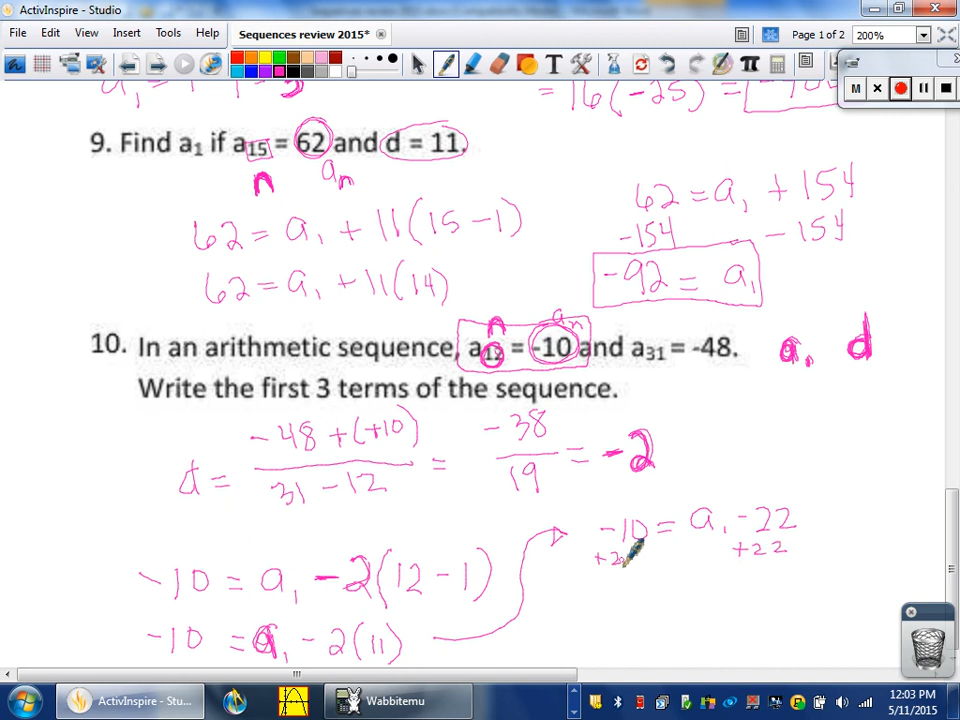 ActivInspire - Studio
File Edit View Insert Tools Help Sequences review 2015* Page 1 of 2 200%
= 16(-25) =
9. Find a₁ if a₁₅ = 62 and d = 11.
n aₙ
62 = a₁ + 11(15 - 1)
62 = a₁ + 11(14)
62 = a₁ + 154
-154 - 154
-92 = a₁
n aₙ
10. In an arithmetic sequence, a₁₂ = -10 and a₃₁ = -48. a₁ d
Write the first 3 terms of the sequence.
d = -48 + (+10) / 31 - 12 = -38 / 19 = -2
-10 = a₁ - 2(12 - 1)
-10 = a₁ - 2(11)
-10 = a₁ - 22
+22 +22
ActivInspire - Stu... Wabbitemu 12:03 PM
5/11/2015